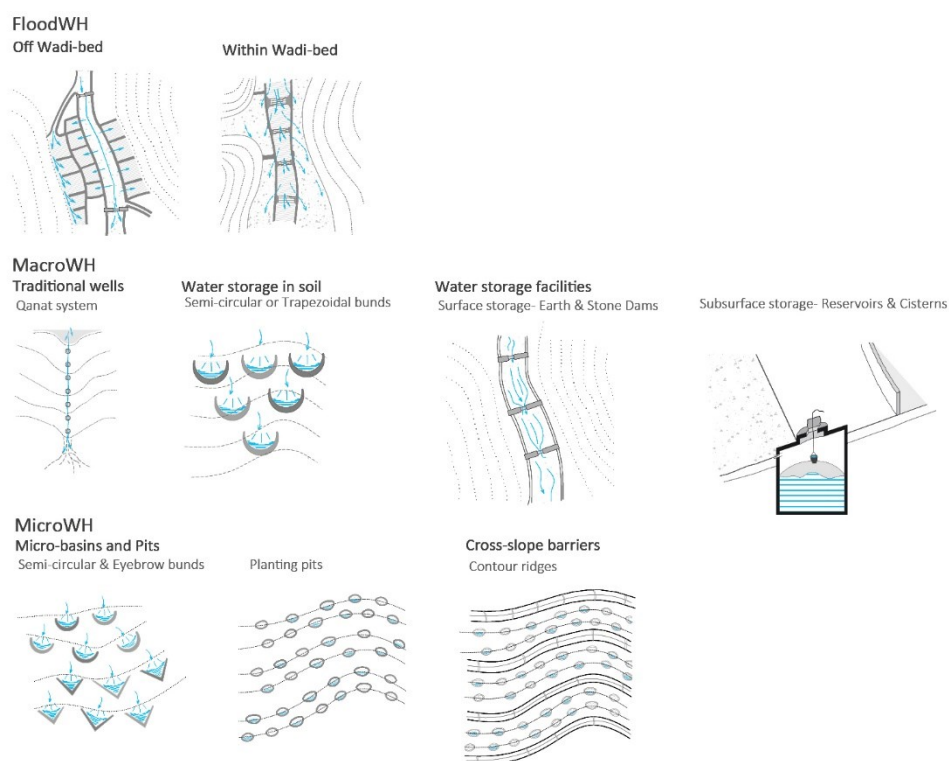 FloodWH
Off Wadi-bed
Within Wadi-bed
MacroWH
Traditional wells
Qanat system
Water storage in soil
Semi-circular or Trapezoidal bunds
Water storage facilities
Surface storage- Earth & Stone Dams
Subsurface storage- Reservoirs & Cisterns
MicroWH
Micro-basins and Pits
Semi-circular & Eyebrow bunds
Planting pits
Cross-slope barriers
Contour ridges